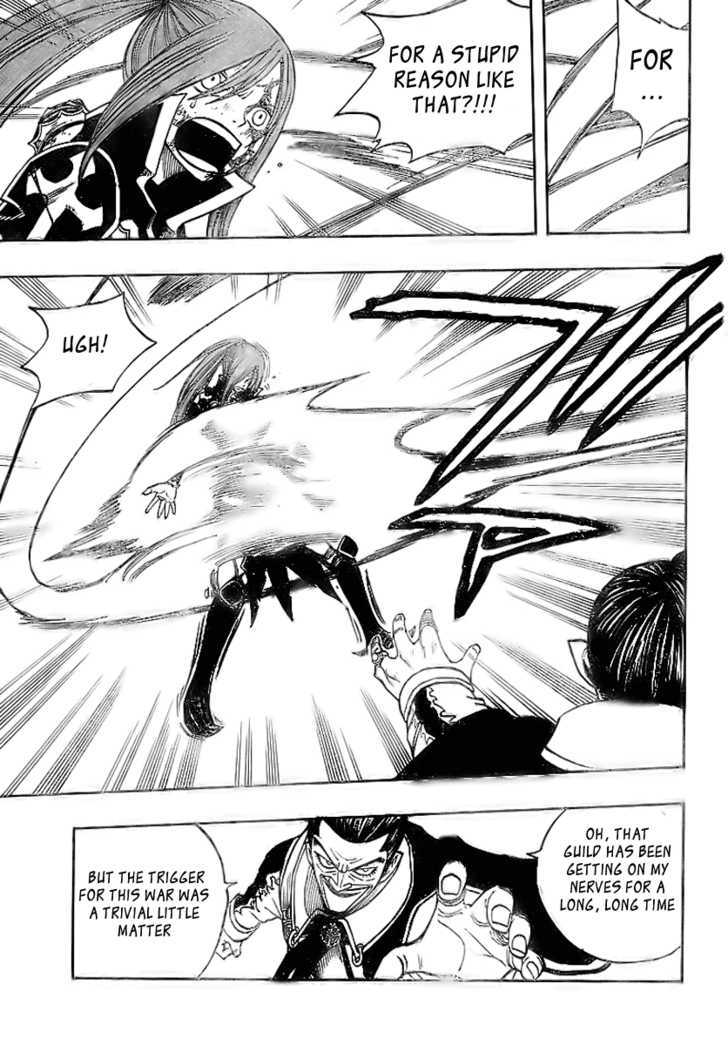 FOR
...
FOR A STUPID
REASON LIKE
THAT?!!!
UGH!
OH, THAT
GUILD HAS BEEN
GETTING ON MY
NERVES FOR A
LONG, LONG TIME
BUT THE TRIGGER
FOR THIS WAR WAS
A TRIVIAL LITTLE
MATTER